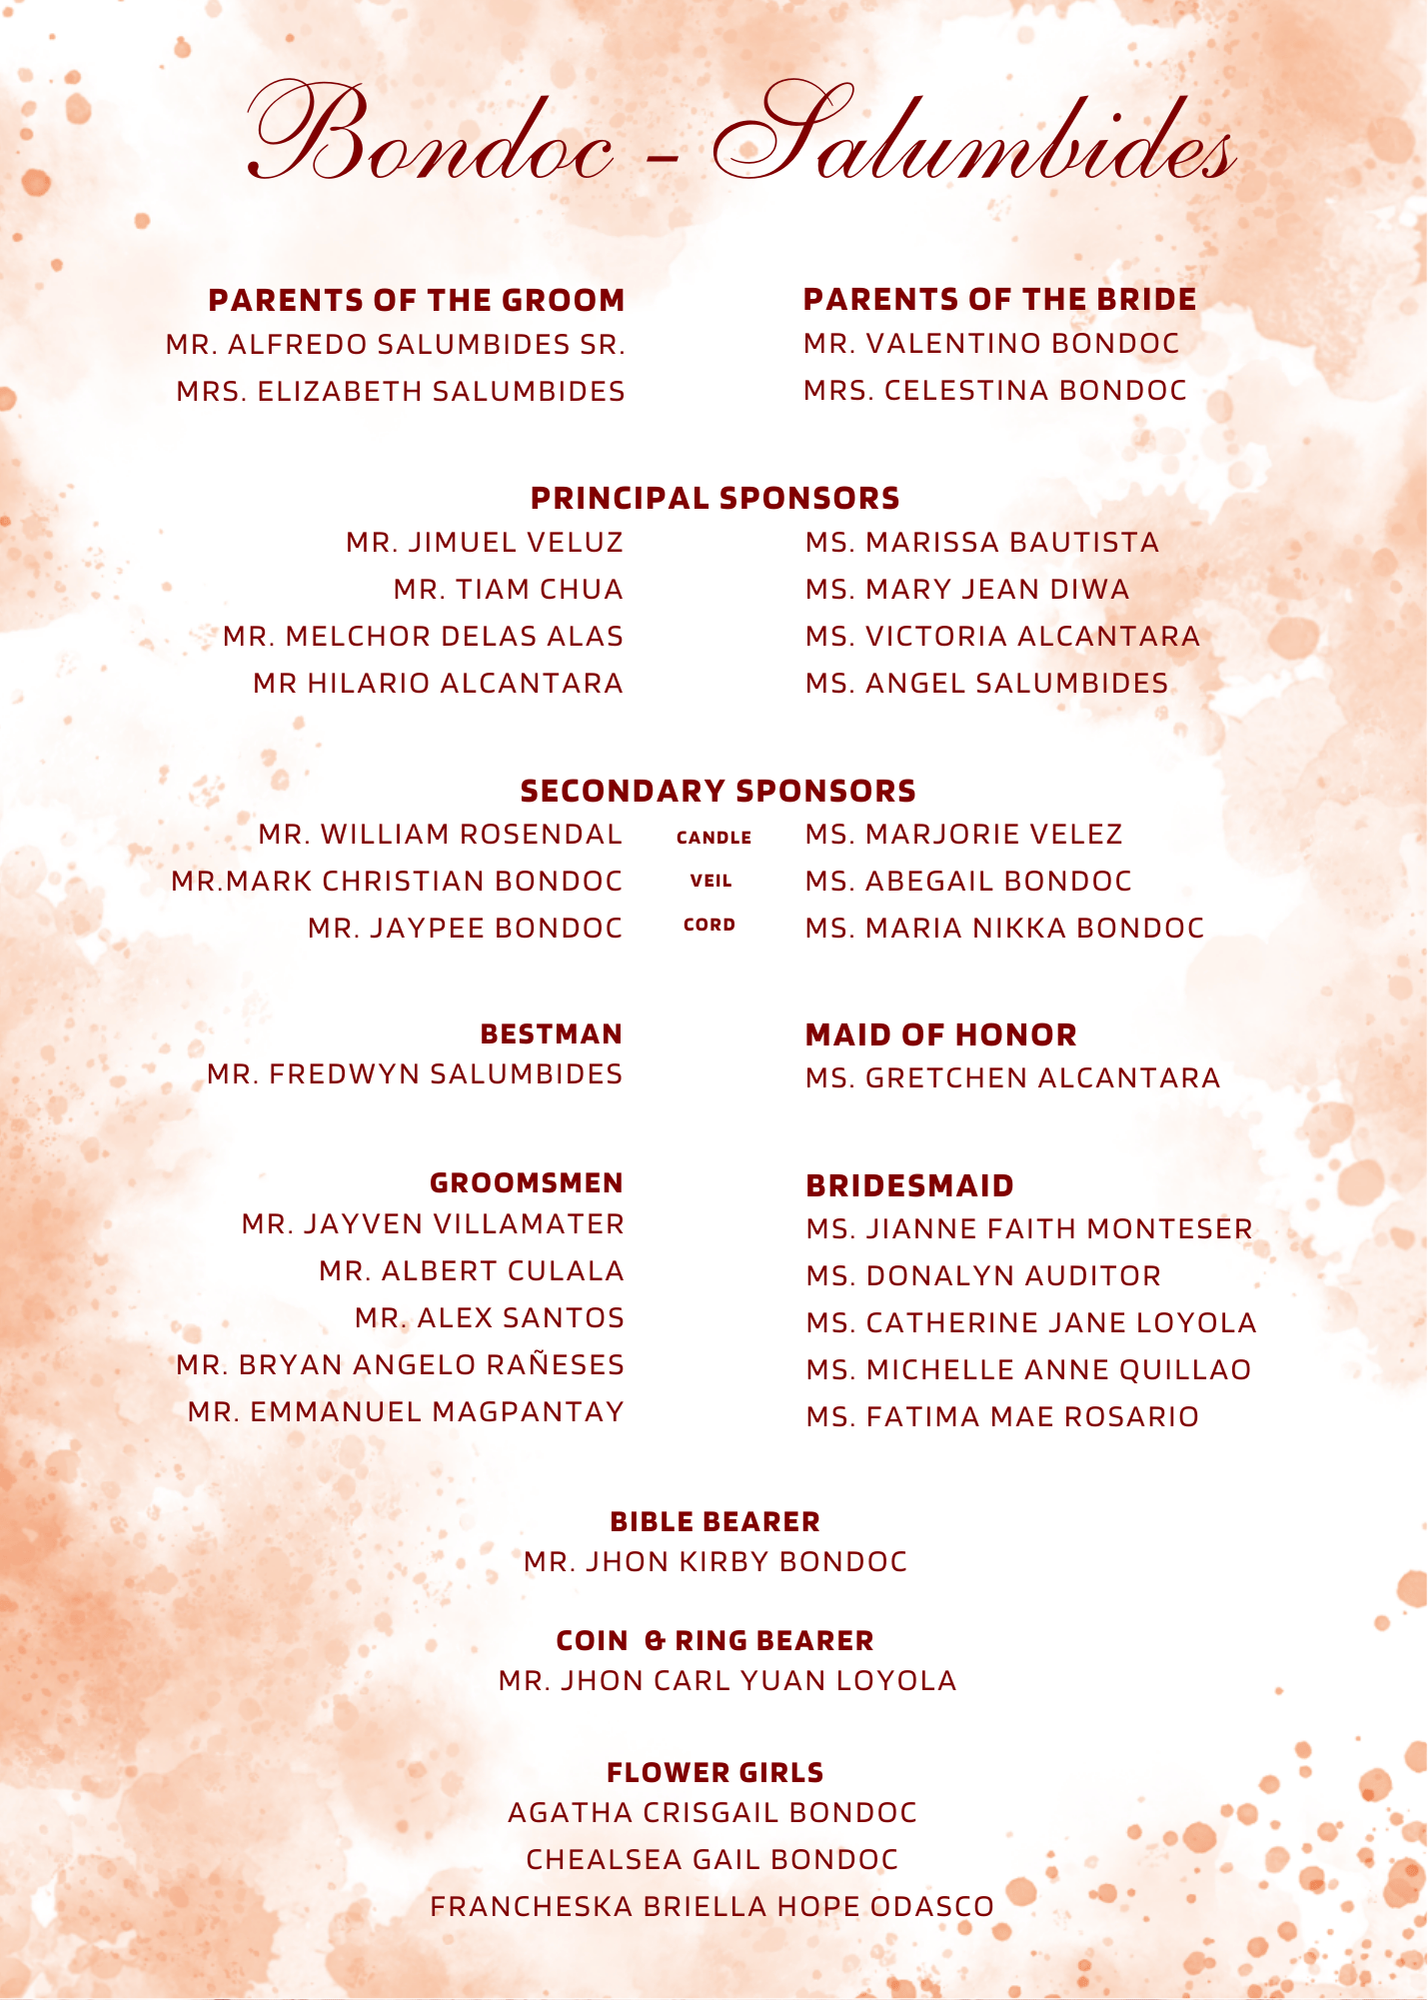 Bondoc - Salumbides
PARENTS OF THE GROOM
MR. ALFREDO SALUMBIDES SR.
MRS. ELIZABETH SALUMBIDES
PARENTS OF THE BRIDE
MR. VALENTINO BONDOC
MRS. CELESTINA BONDOC
PRINCIPAL SPONSORS
MR. JIMUEL VELUZ
MR. TIAM CHUA
MR. MELCHOR DELAS ALAS
MR HILARIO ALCANTARA
MS. MARISSA BAUTISTA
MS. MARY JEAN DIWA
MS. VICTORIA ALCANTARA
MS. ANGEL SALUMBIDES
SECONDARY SPONSORS
MR. WILLIAM ROSENDAL CANDLE MS. MARJORIE VELEZ
MR.MARK CHRISTIAN BONDOC VEIL MS. ABEGAIL BONDOC
MR. JAYPEE BONDOC CORD MS. MARIA NIKKA BONDOC
BESTMAN
MR. FREDWYN SALUMBIDES
MAID OF HONOR
MS. GRETCHEN ALCANTARA
GROOMSMEN
MR. JAYVEN VILLAMATER
MR. ALBERT CULALA
MR. ALEX SANTOS
MR. BRYAN ANGELO RAÑESES
MR. EMMANUEL MAGPANTAY
BRIDESMAID
MS. JIANNE FAITH MONTESER
MS. DONALYN AUDITOR
MS. CATHERINE JANE LOYOLA
MS. MICHELLE ANNE QUILLAO
MS. FATIMA MAE ROSARIO
BIBLE BEARER
MR. JHON KIRBY BONDOC
COIN & RING BEARER
MR. JHON CARL YUAN LOYOLA
FLOWER GIRLS
AGATHA CRISGAIL BONDOC
CHEALSEA GAIL BONDOC
FRANCHESKA BRIELLA HOPE ODASCO